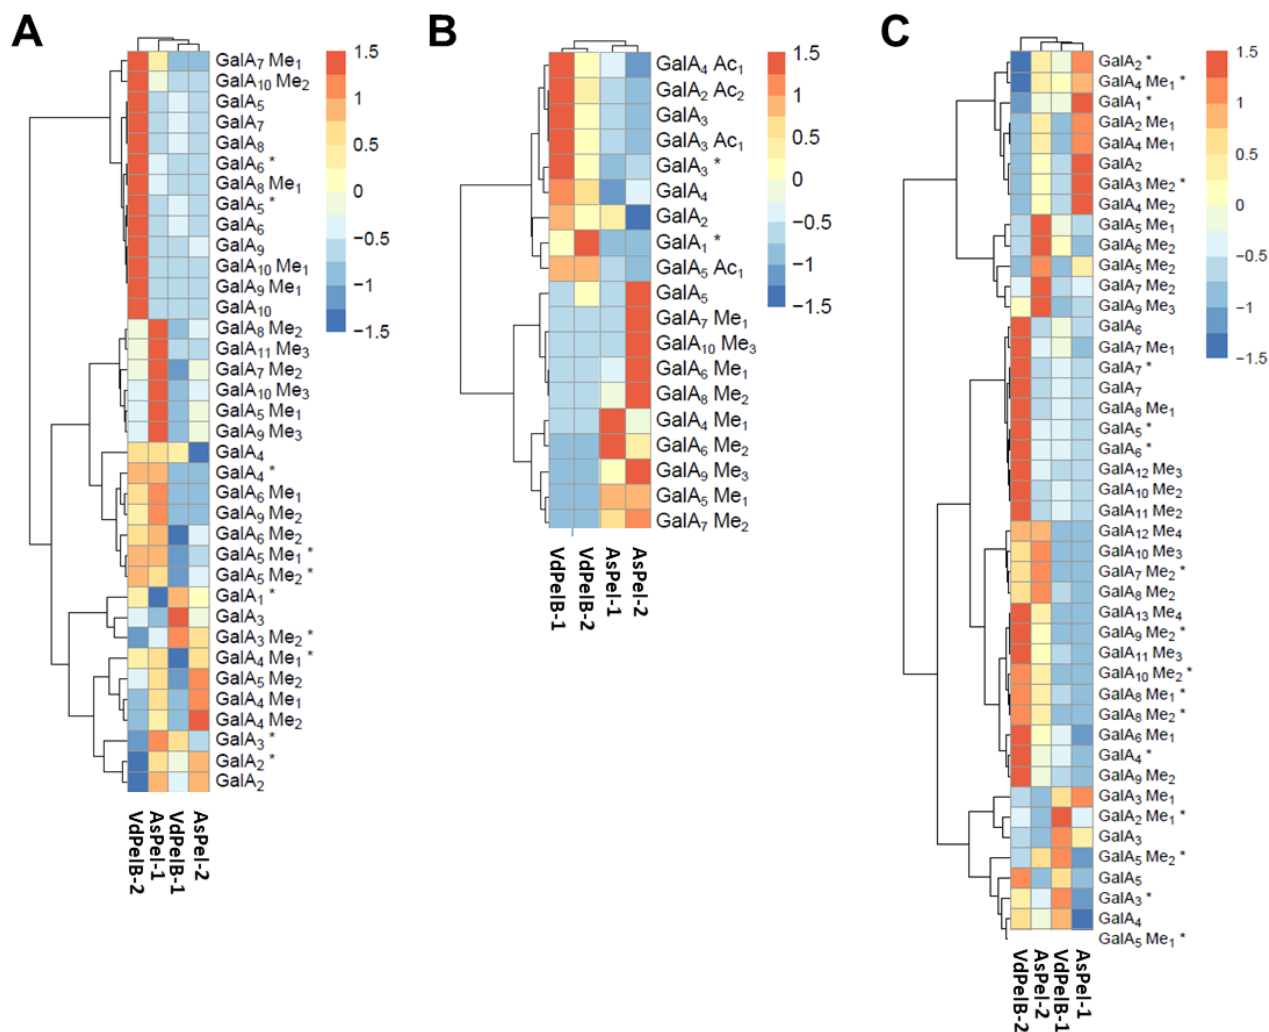 A
GalA7 Me1
GalA10 Me2
GalA5
GalA7
GalA8
GalA6 *
GalA8 Me1
GalA5 *
GalA6
GalA9
GalA10 Me1
GalA9 Me1
GalA10
GalA8 Me2
GalA11 Me3
GalA7 Me2
GalA10 Me3
GalA5 Me1
GalA9 Me3
GalA4
GalA4 *
GalA6 Me1
GalA9 Me2
GalA6 Me2
GalA5 Me1 *
GalA5 Me2 *
GalA1 *
GalA3
GalA3 Me2 *
GalA4 Me1 *
GalA5 Me2
GalA4 Me1
GalA4 Me2
GalA3 *
GalA2 *
GalA2
1.5
1
0.5
0
−0.5
−1
−1.5
VdPelB-2
AsPel-1
VdPelB-1
AsPel-2
B
GalA4 Ac1
GalA2 Ac2
GalA3
GalA3 Ac1
GalA3 *
GalA4
GalA2
GalA1 *
GalA5 Ac1
GalA5
GalA7 Me1
GalA10 Me3
GalA6 Me1
GalA8 Me2
GalA4 Me1
GalA6 Me2
GalA9 Me3
GalA5 Me1
GalA7 Me2
1.5
1
0.5
0
−0.5
−1
−1.5
VdPelB-1
VdPelB-2
AsPel-1
AsPel-2
C
GalA2 *
GalA4 Me1 *
GalA1 *
GalA2 Me1
GalA4 Me1
GalA2
GalA3 Me2 *
GalA4 Me2
GalA5 Me1
GalA6 Me2
GalA5 Me2
GalA7 Me2
GalA9 Me3
GalA6
GalA7 Me1
GalA7 *
GalA7
GalA8 Me1
GalA5 *
GalA6 *
GalA12 Me3
GalA10 Me2
GalA11 Me2
GalA12 Me4
GalA10 Me3
GalA7 Me2 *
GalA8 Me2
GalA13 Me4
GalA9 Me2 *
GalA11 Me3
GalA10 Me2 *
GalA8 Me1 *
GalA8 Me2 *
GalA6 Me1
GalA4 *
GalA9 Me2
GalA3 Me1
GalA2 Me1 *
GalA3
GalA5 Me2 *
GalA5
GalA3 *
GalA4
GalA5 Me1 *
1.5
1
0.5
0
−0.5
−1
−1.5
VdPelB-2
AsPel-2
VdPelB-1
AsPel-1